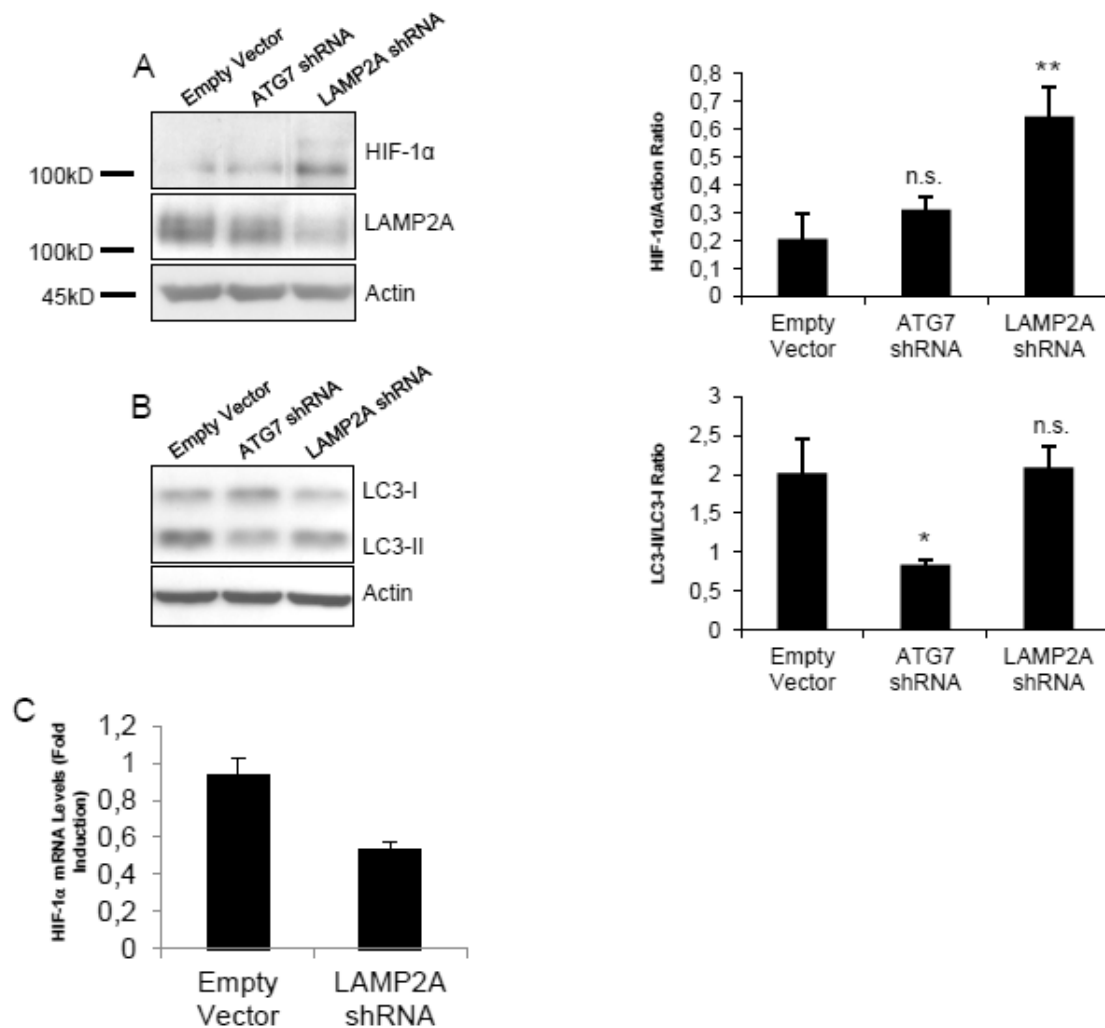 A
Empty Vector
ATG7 shRNA
LAMP2A shRNA
HIF-1α
100kD
LAMP2A
100kD
45kD
Actin
HIF-1α/Action Ratio
0,8
0,7
0,6
0,5
0,4
0,3
0,2
0,1
0
n.s.
**
Empty
Vector
ATG7
shRNA
LAMP2A
shRNA
B
Empty Vector
ATG7 shRNA
LAMP2A shRNA
LC3-I
LC3-II
Actin
LC3-II/LC3-I Ratio
3
2,5
2
1,5
1
0,5
0
*
n.s.
Empty
Vector
ATG7
shRNA
LAMP2A
shRNA
C
HIF-1α mRNA Levels (Fold
Induction)
1,2
1
0,8
0,6
0,4
0,2
0
Empty
Vector
LAMP2A
shRNA